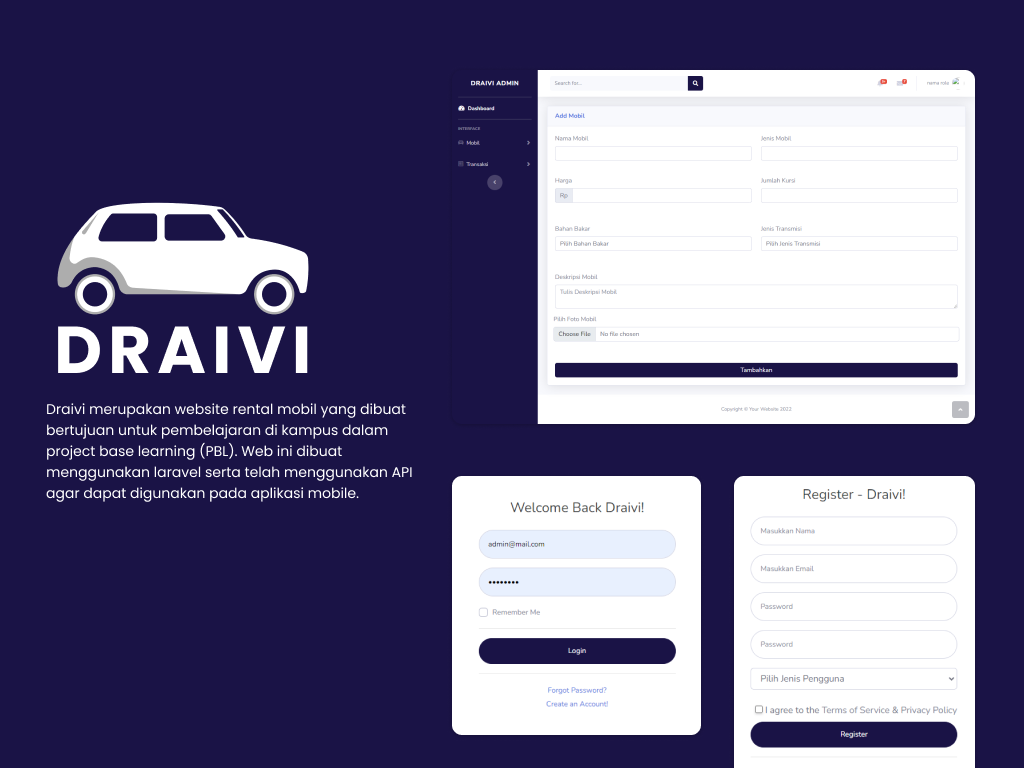 DRAIVI
Draivi merupakan website rental mobil yang dibuat
bertujuan untuk pembelajaran di kampus dalam
project base learning (PBL). Web ini dibuat
menggunakan laravel serta telah menggunakan API
agar dapat digunakan pada aplikasi mobile.
DRAIVI ADMIN
Dashboard
INTERFACE
Mobil
Transaksi
Search for...
nama rida
Add Mobil
Nama Mobil
Jenis Mobil
Harga
Jumlah Kursi
Rp
Bahan Bakar
Jenis Transmisi
Pilih Bahan Bakar
Pilih Jenis Transmisi
Deskripsi Mobil
Tulis Deskripsi Mobil
Pilih Foto Mobil
Choose File No file chosen
Tambahkan
Copyright © Your Website 2022
Welcome Back Draivi!
admin@mail.com
Remember Me
Login
Forgot Password?
Create an Account!
Register - Draivi!
Masukkan Nama
Masukkan Email
Password
Password
Pilih Jenis Pengguna
I agree to the Terms of Service & Privacy Policy
Register